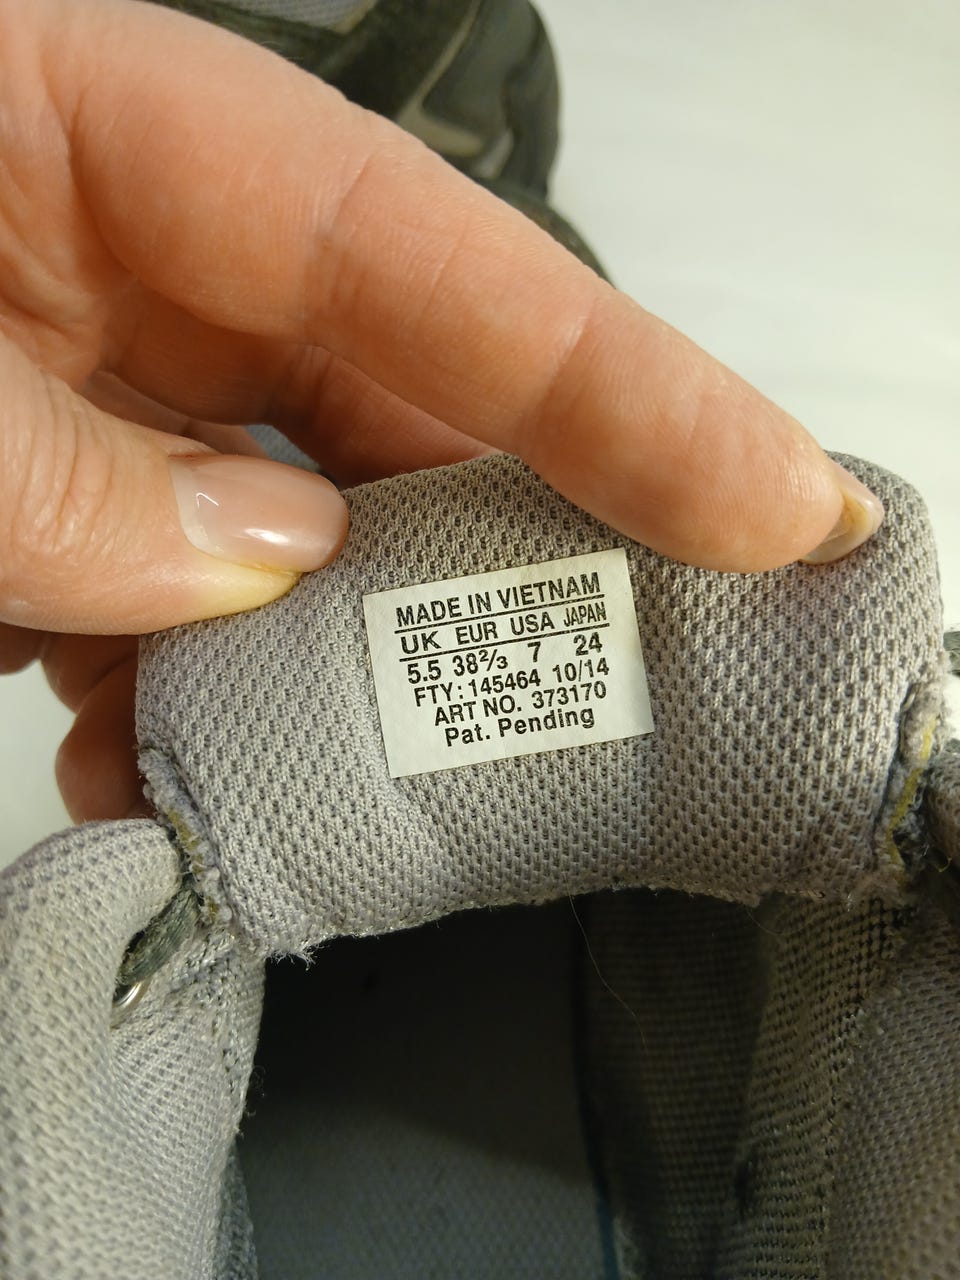 MADE IN VIETNAM
UK EUR USA JAPAN
5.5 38⅔ 7 24
FTY: 145464 10/14
ART NO. 373170
Pat. Pending